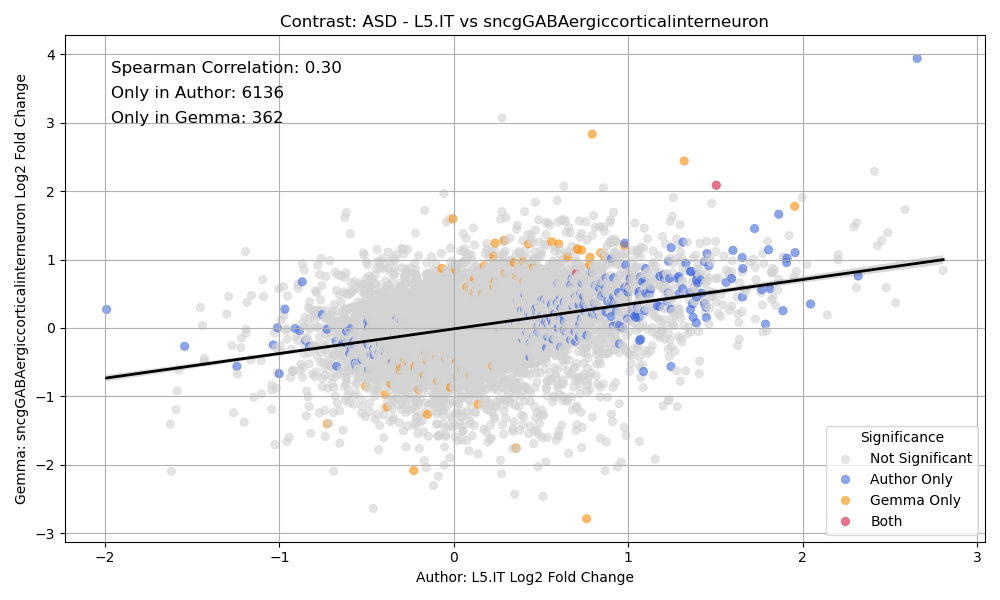 Contrast: ASD - L5.IT vs sncgGABAergiccorticalinterneuron
Spearman Correlation: 0.30
Only in Author: 6136
Only in Gemma: 362
Gemma: sncgGABAergiccorticalinterneuron Log2 Fold Change
4
3
2
1
0
−1
−2
−3
Significance
Not Significant
Author Only
Gemma Only
Both
−2
−1
0
1
2
3
Author: L5.IT Log2 Fold Change